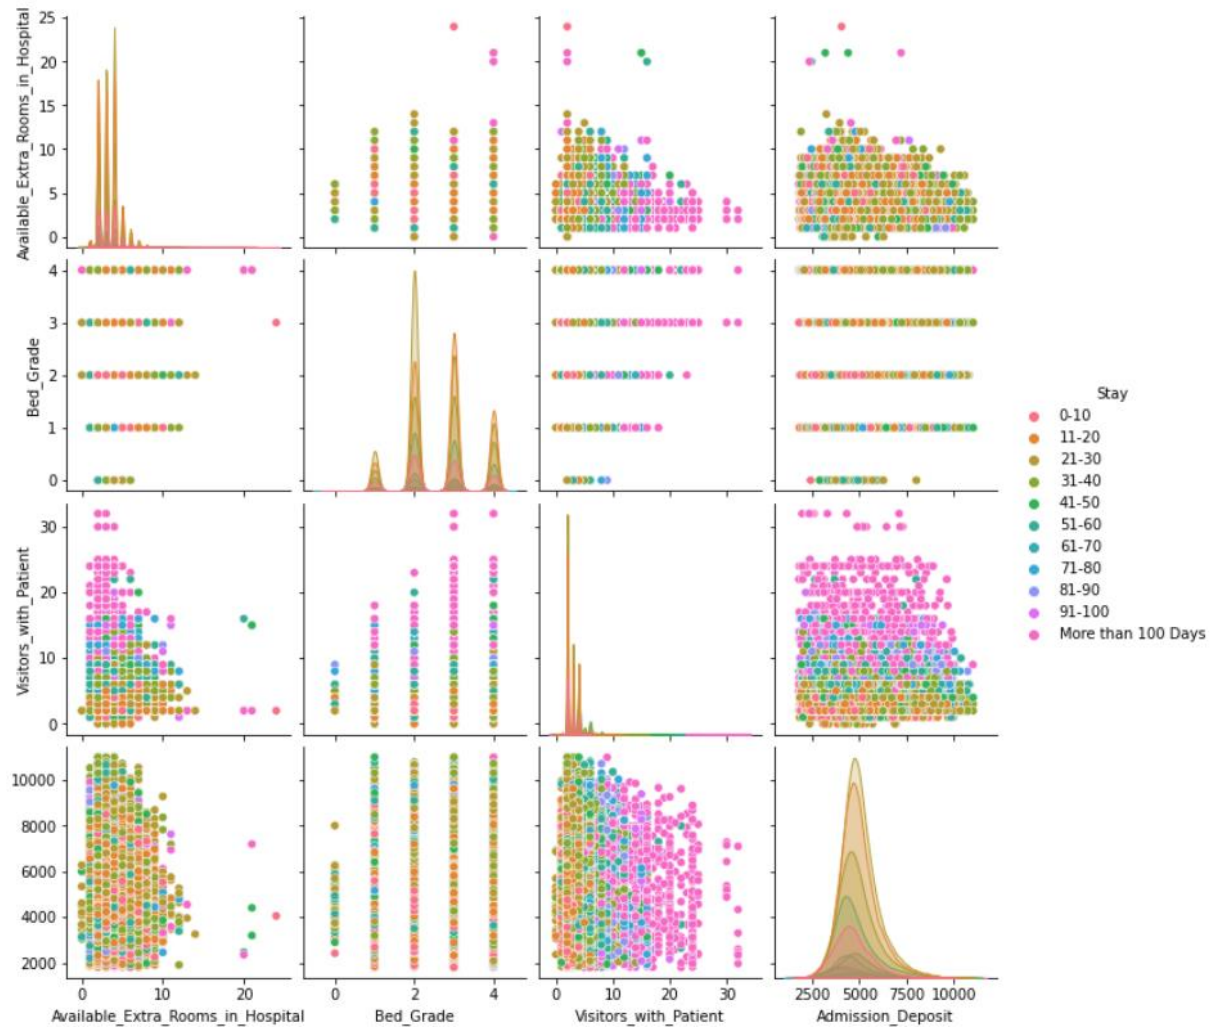 25
20
15
10
5
0
Available_Extra_Rooms_in_Hospital
4
3
2
1
0
Bed_Grade
30
20
10
0
Visitors_with_Patient
10000
8000
6000
4000
2000
0 10 20
Available_Extra_Rooms_in_Hospital
0 2 4
Bed_Grade
0 10 20 30
Visitors_with_Patient
2500 5000 7500 10000
Admission_Deposit
Stay
0-10
11-20
21-30
31-40
41-50
51-60
61-70
71-80
81-90
91-100
More than 100 Days